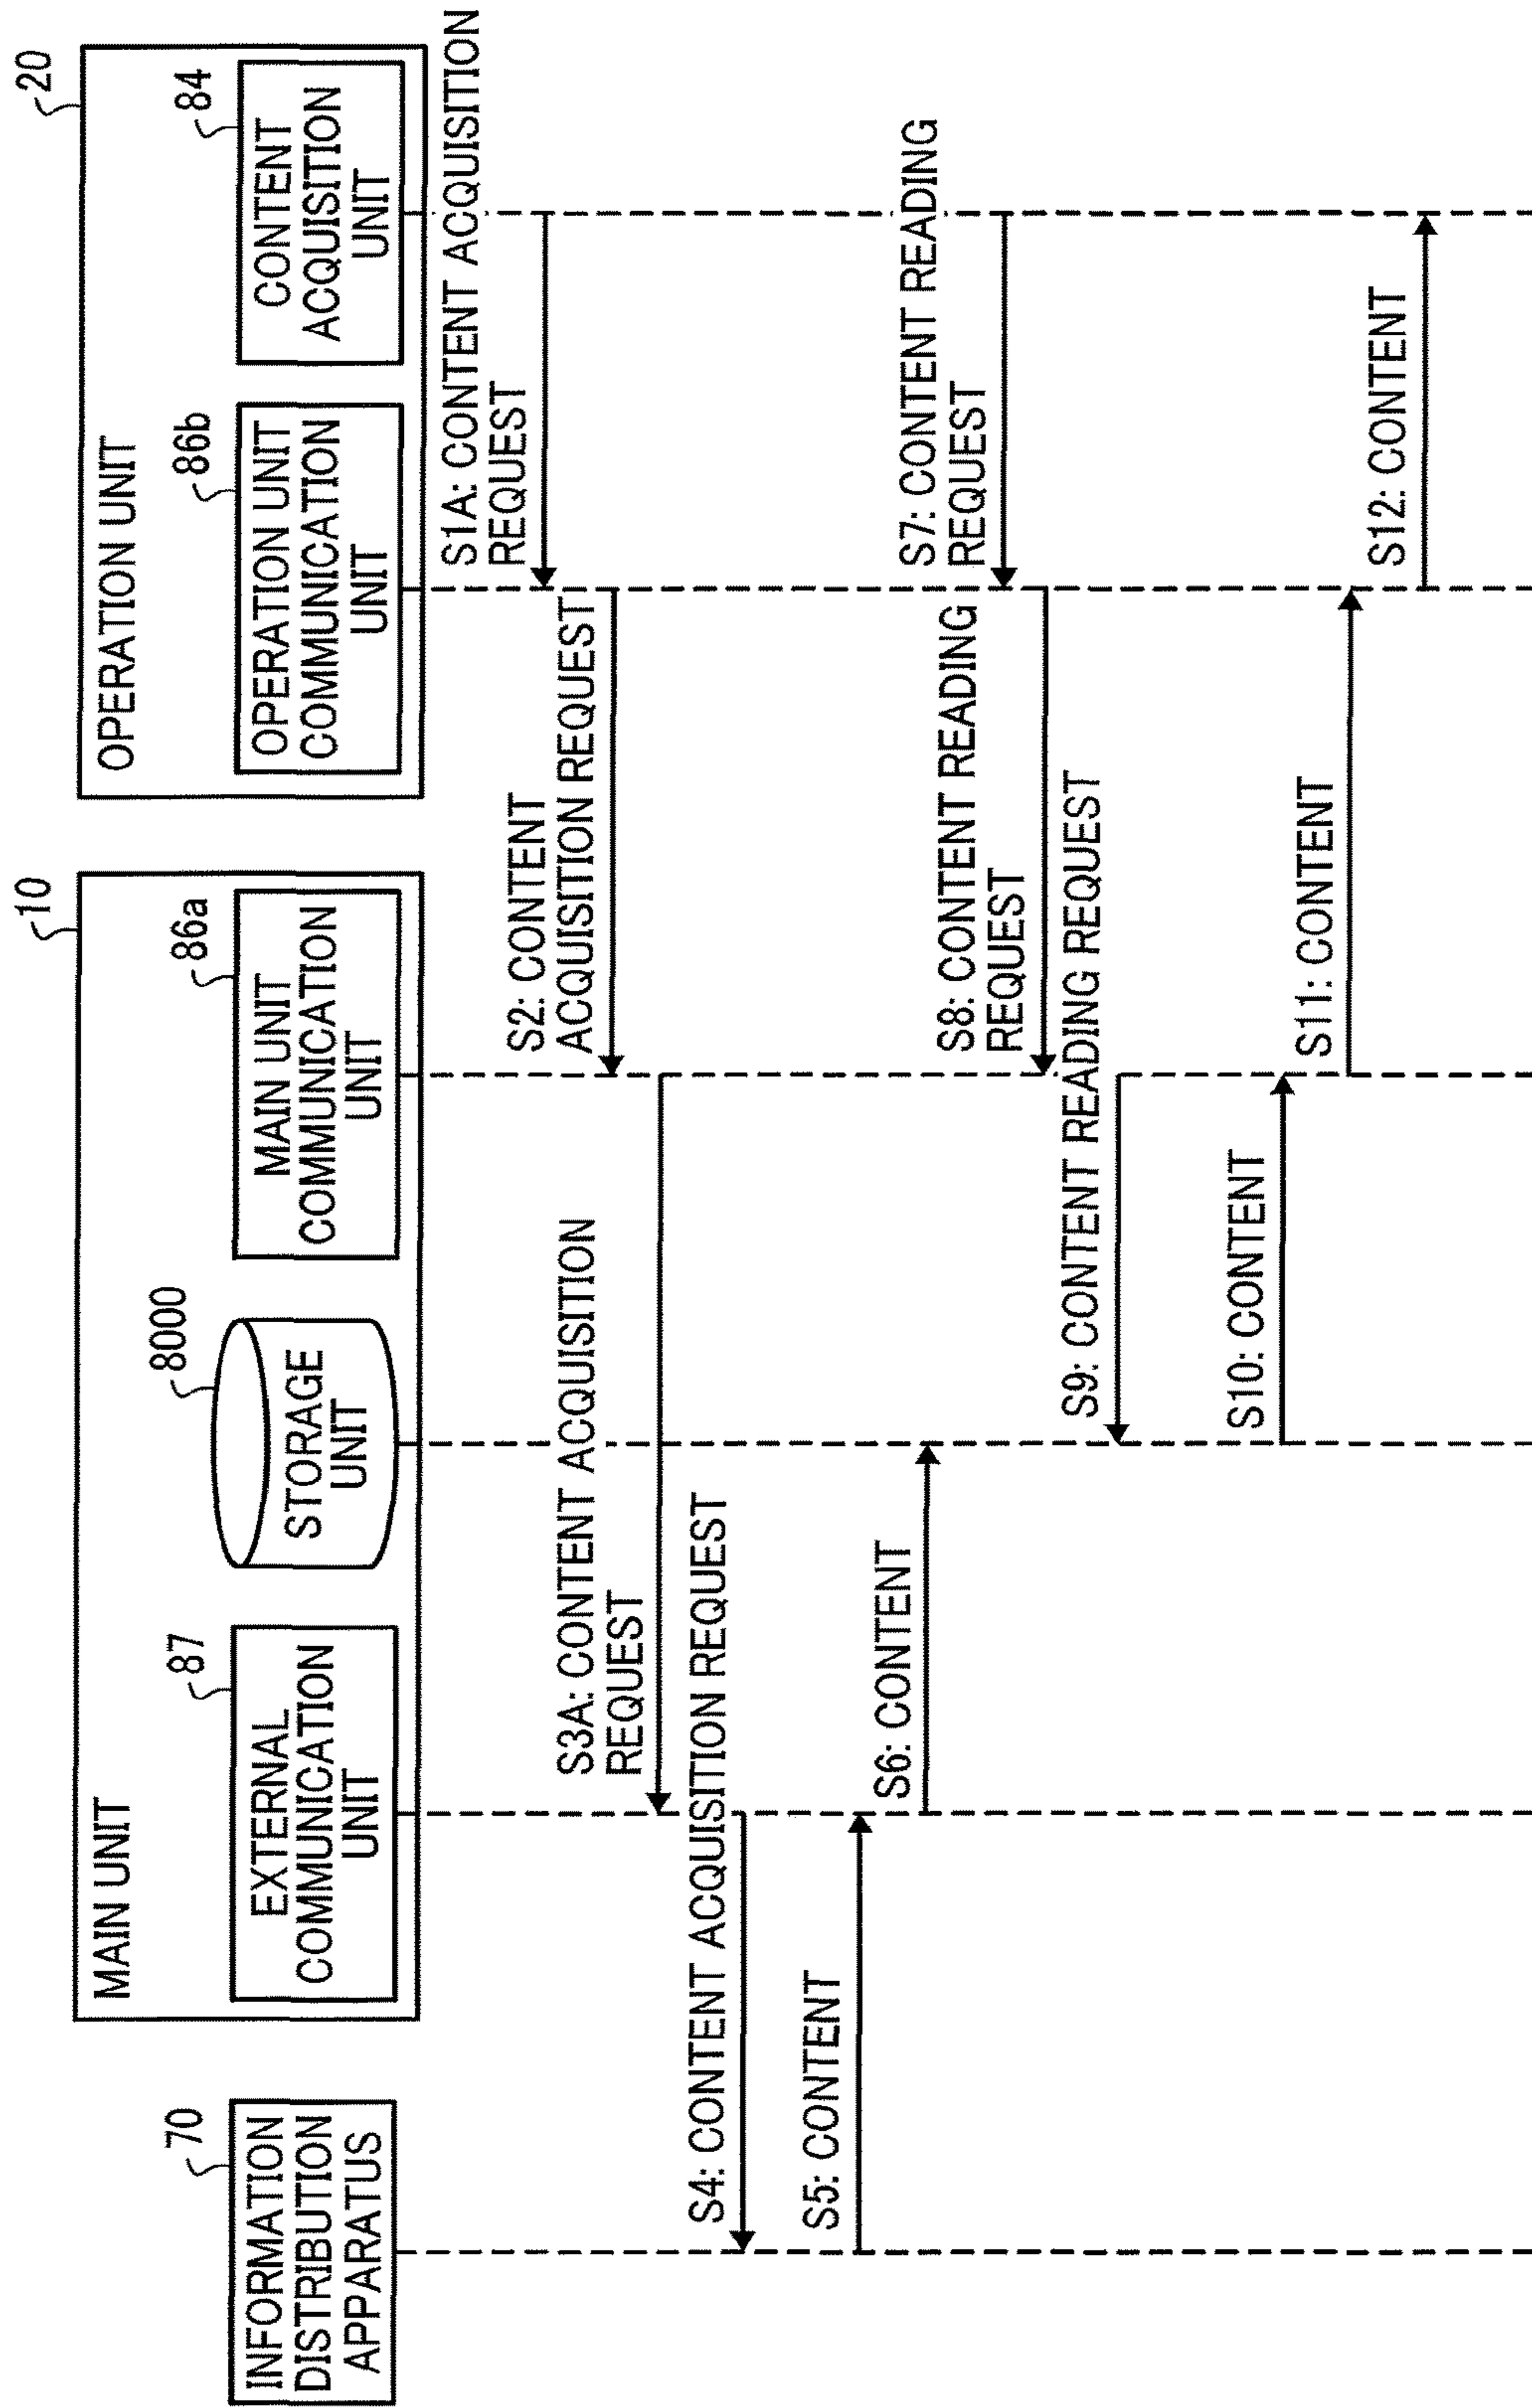 INFORMATION
DISTRIBUTION
APPARATUS
70
MAIN UNIT
10
EXTERNAL
COMMUNICATION
UNIT
87
STORAGE
UNIT
8000
MAIN UNIT
COMMUNICATION
UNIT
86a
OPERATION UNIT
20
OPERATION UNIT
COMMUNICATION
UNIT
86b
CONTENT
ACQUISITION
UNIT
84
S1A: CONTENT ACQUISITION
REQUEST
S2: CONTENT
ACQUISITION REQUEST
S3A: CONTENT ACQUISITION
REQUEST
S4: CONTENT ACQUISITION REQUEST
S5: CONTENT
S6: CONTENT
S7: CONTENT READING
REQUEST
S8: CONTENT READING
REQUEST
S9: CONTENT READING REQUEST
S10: CONTENT
S11: CONTENT
S12: CONTENT